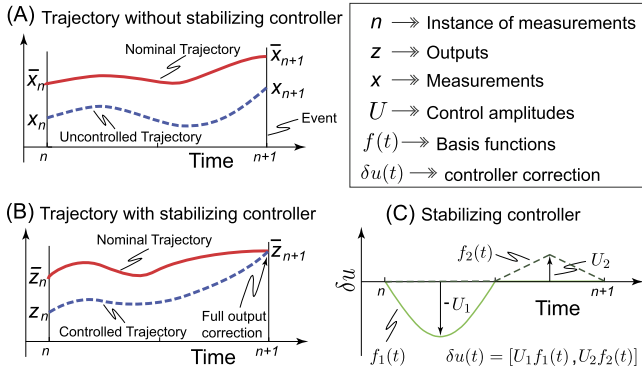 (A) Trajectory without stabilizing controller
Nominal Trajectory
x̅n
x̅n+1
xn
xn+1
Uncontrolled Trajectory
Event
n
Time
n+1
n → Instance of measurements
z → Outputs
x → Measurements
U → Control amplitudes
f(t) → Basis functions
δu(t) → controller correction
(B) Trajectory with stabilizing controller
Nominal Trajectory
z̅n
z̅n+1
zn
Controlled Trajectory
Full output
correction
n
Time
n+1
(C) Stabilizing controller
f2(t)
U2
δu
n
Time
n+1
-U1
f1(t)
δu(t) = [U1f1(t),U2f2(t)]